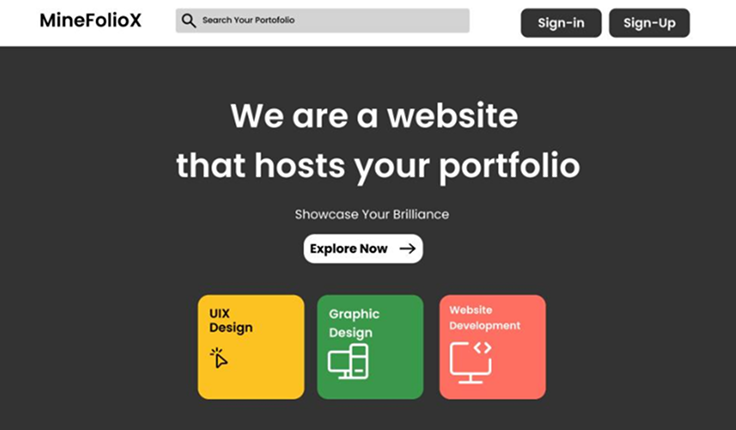 MineFolioX
Search Your Portofolio
Sign-in
Sign-Up
We are a website
that hosts your portfolio
Showcase Your Brilliance
Explore Now
UIX
Design
Graphic
Design
Website
Development